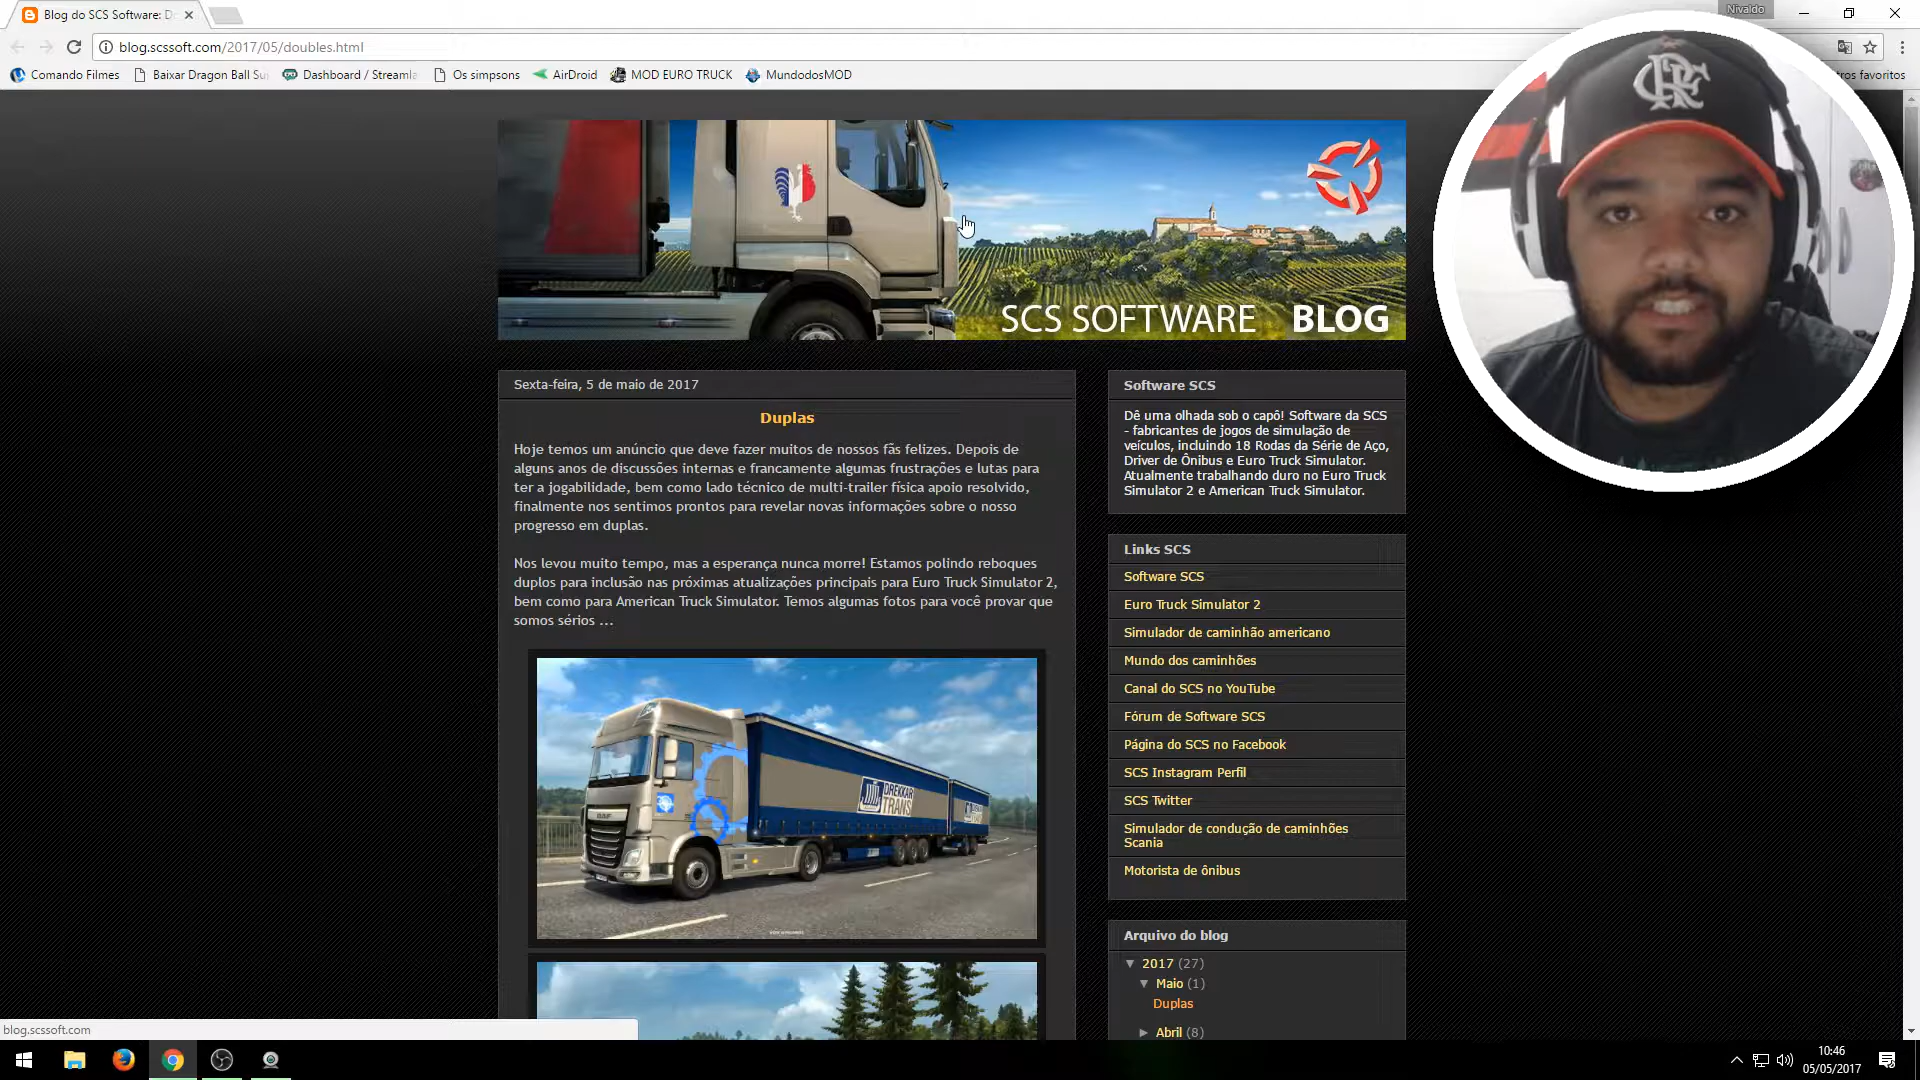 Blog do SCS Software: D
Nivaldo
blog.scssoft.com/2017/05/doubles.html
Comando Filmes
Baixar Dragon Ball Su
Dashboard / Streamla
Os simpsons
AirDroid
MOD EURO TRUCK
MundodosMOD
ros favoritos
SCS SOFTWARE BLOG
Sexta-feira, 5 de maio de 2017
Duplas
Hoje temos um anúncio que deve fazer muitos de nossos fãs felizes. Depois de
alguns anos de discussões internas e francamente algumas frustrações e lutas para
ter a jogabilidade, bem como lado técnico de multi-trailer física apoio resolvido,
finalmente nos sentimos prontos para revelar novas informações sobre o nosso
progresso em duplas.
Nos levou muito tempo, mas a esperança nunca morre! Estamos polindo reboques
duplos para inclusão nas próximas atualizações principais para Euro Truck Simulator 2,
bem como para American Truck Simulator. Temos algumas fotos para você provar que
somos sérios ...
DAF
DREKKAR
TRANS
Software SCS
Dê uma olhada sob o capô! Software da SCS
- fabricantes de jogos de simulação de
veículos, incluindo 18 Rodas da Série de Aço,
Driver de Ônibus e Euro Truck Simulator.
Atualmente trabalhando duro no Euro Truck
Simulator 2 e American Truck Simulator.
Links SCS
Software SCS
Euro Truck Simulator 2
Simulador de caminhão americano
Mundo dos caminhões
Canal do SCS no YouTube
Fórum de Software SCS
Página do SCS no Facebook
SCS Instagram Perfil
SCS Twitter
Simulador de condução de caminhões
Scania
Motorista de ônibus
Arquivo do blog
▼ 2017 (27)
▼ Maio (1)
Duplas
► Abril (8)
blog.scssoft.com
10:46
05/05/2017